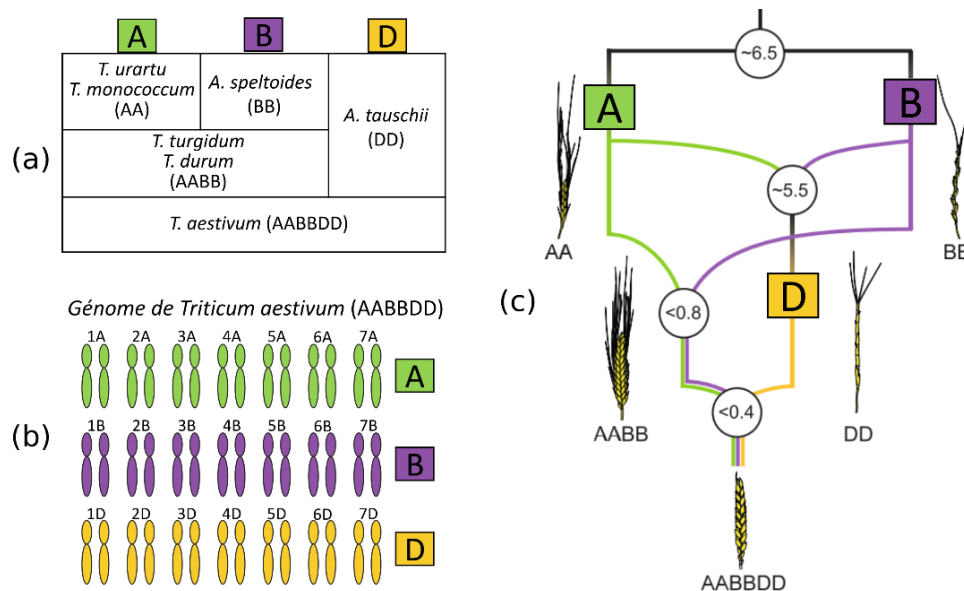 A B D
T. urartu
T. monococcum
(AA)
A. speltoides
(BB)
A. tauschii
(DD)
T. turgidum
T. durum
(AABB)
T. aestivum (AABBDD)
(a)
Génome de Triticum aestivum (AABBDD)
1A 2A 3A 4A 5A 6A 7A
A
1B 2B 3B 4B 5B 6B 7B
B
1D 2D 3D 4D 5D 6D 7D
D
(b)
~6.5
A B
~5.5
AA BB
D
<0.8
(c)
<0.4
AABB DD
AABBDD